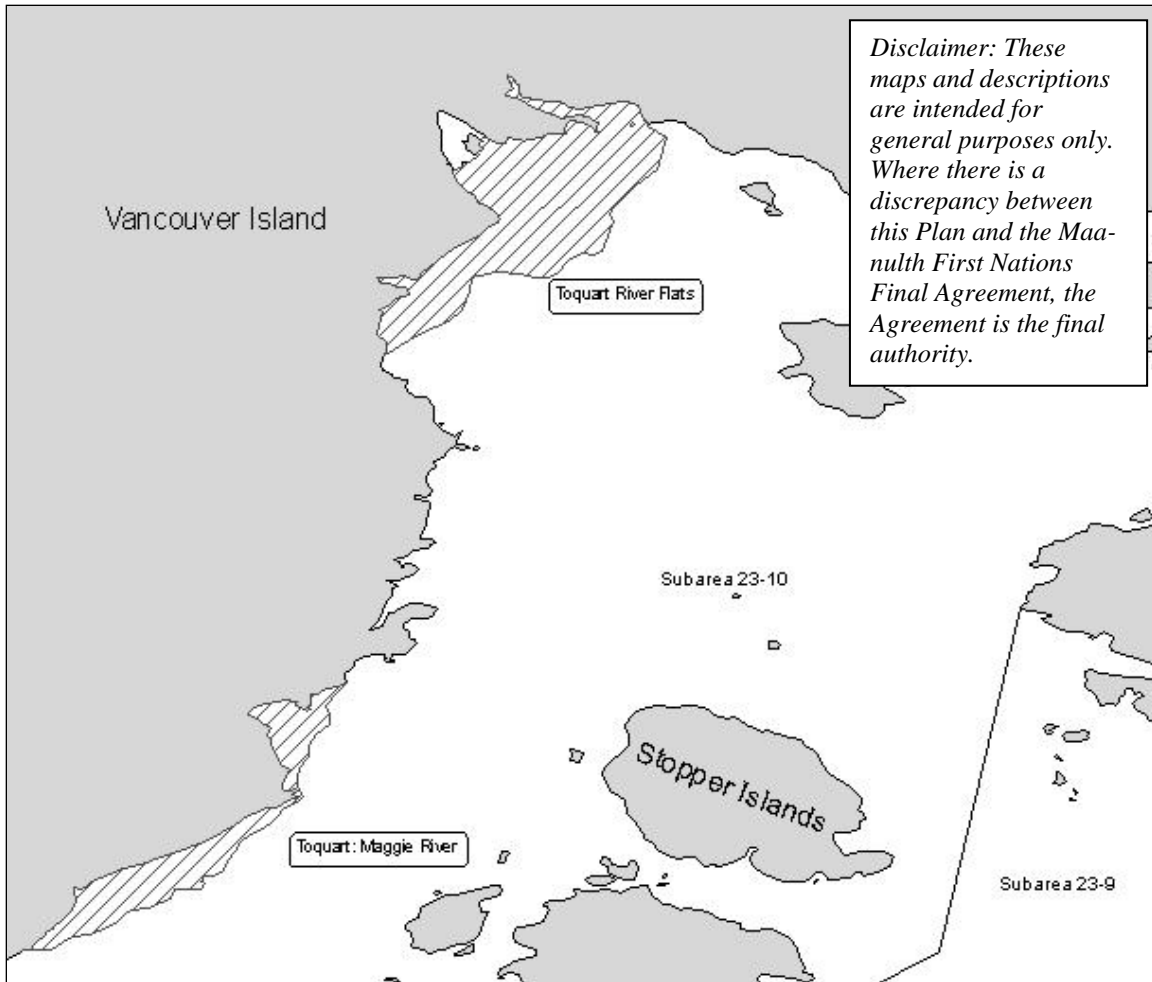 Disclaimer: These
maps and descriptions
are intended for
general purposes only.
Where there is a
discrepancy between
this Plan and the Maa-
nulth First Nations
Final Agreement, the
Agreement is the final
authority.
Vancouver Island
Toquart River Flats
Subarea 23-10
Stopper Islands
Toquart: Maggie River
Subarea 23-9